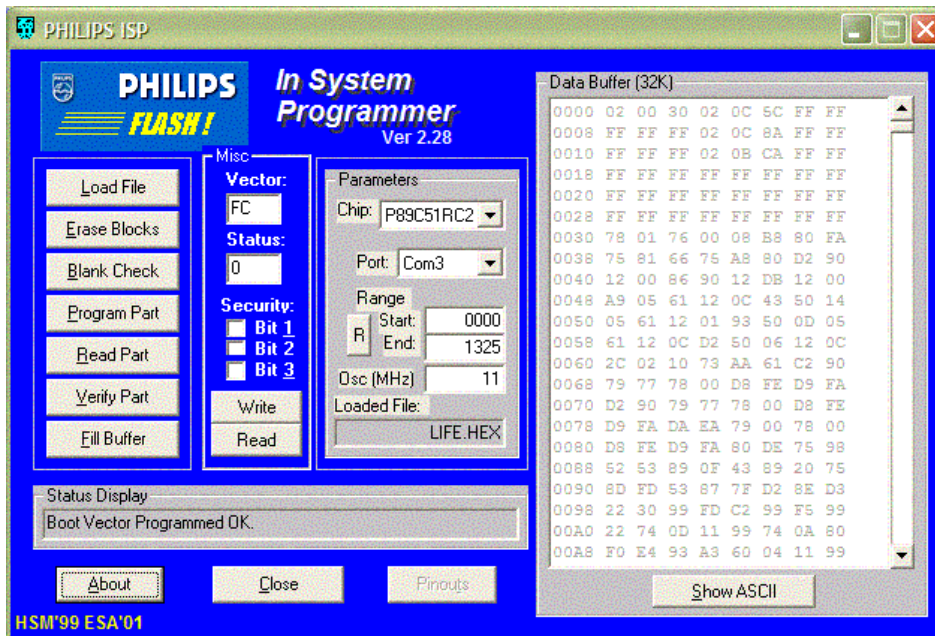 PHILIPS ISP
PHILIPS
FLASH!
In System
Programmer
Ver 2.28
Load File
Erase Blocks
Blank Check
Program Part
Read Part
Verify Part
Fill Buffer
Misc
Vector:
FC
Status:
0
Security:
Bit 1
Bit 2
Bit 3
Write
Read
Parameters
Chip: P89C51RC2
Port: Com3
Range
R
Start: 0000
End: 1325
Osc (MHz) 11
Loaded File:
LIFE.HEX
Status Display
Boot Vector Programmed OK.
About
Close
Pinouts
HSM'99 ESA'01
Data Buffer (32K)
0000 02 00 30 02 0C 5C FF FF
0008 FF FF FF 02 0C 8A FF FF
0010 FF FF FF 02 0B CA FF FF
0018 FF FF FF FF FF FF FF FF
0020 FF FF FF FF FF FF FF FF
0028 FF FF FF FF FF FF FF FF
0030 78 01 76 00 08 B8 80 FA
0038 75 81 66 75 A8 80 D2 90
0040 12 00 86 90 12 DB 12 00
0048 A9 05 61 12 0C 43 50 14
0050 05 61 12 01 93 50 0D 05
0058 61 12 0C D2 50 06 12 0C
0060 2C 02 10 73 AA 61 C2 90
0068 79 77 78 00 D8 FE D9 FA
0070 D2 90 79 77 78 00 D8 FE
0078 D9 FA DA EA 79 00 78 00
0080 D8 FE D9 FA 80 DE 75 98
0088 52 53 89 0F 43 89 20 75
0090 8D FD 53 87 7F D2 8E D3
0098 22 30 99 FD C2 99 F5 99
00A0 22 74 0D 11 99 74 0A 80
00A8 F0 E4 93 A3 60 04 11 99
Show ASCII